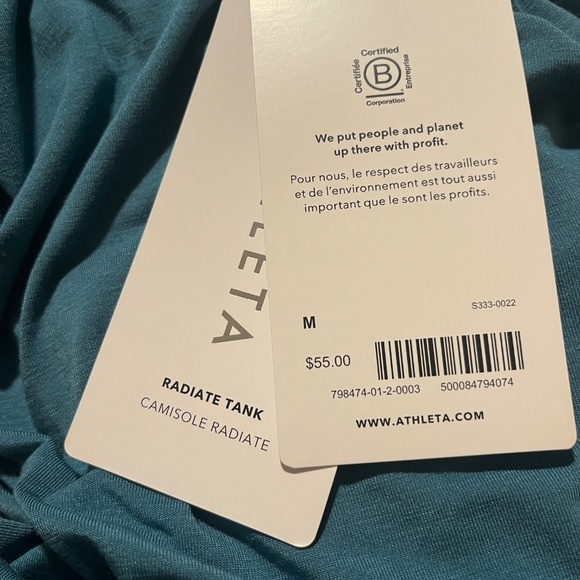 Certified
Certifiée
B
Entreprise
Corporation
We put people and planet
up there with profit.
Pour nous, le respect des travailleurs
et de l'environnement est tout aussi
important que le sont les profits.
S333-0022
M
$55.00
798474-01-2-0003 500084794074
WWW.ATHLETA.COM
LETA
RADIATE TANK
CAMISOLE RADIATE